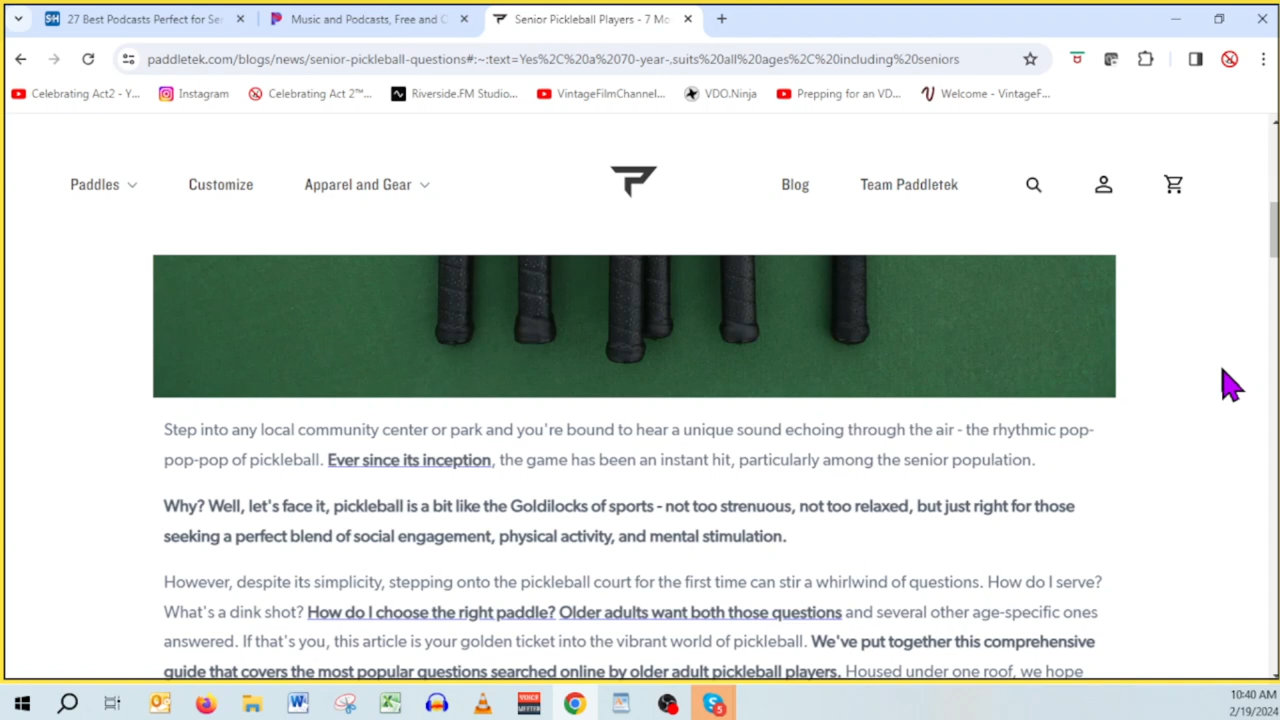 27 Best Podcasts Perfect for Se
Music and Podcasts, Free and C
Senior Pickleball Players - 7 Mo
paddletek.com/blogs/news/senior-pickleball-questions#:~:text=Yes%2C%20a%2070-year-,suits%20all%20ages%2C%20including%20seniors
Celebrating Act2 - Y...
Instagram
Celebrating Act 2™...
Riverside.FM Studio...
VintageFilmChannel...
VDO.Ninja
Prepping for an VD...
Welcome - VintageF...
Paddles
Customize
Apparel and Gear
Blog
Team Paddletek
Step into any local community center or park and you're bound to hear a unique sound echoing through the air - the rhythmic pop-
pop-pop of pickleball. Ever since its inception, the game has been an instant hit, particularly among the senior population.
Why? Well, let's face it, pickleball is a bit like the Goldilocks of sports - not too strenuous, not too relaxed, but just right for those
seeking a perfect blend of social engagement, physical activity, and mental stimulation.
However, despite its simplicity, stepping onto the pickleball court for the first time can stir a whirlwind of questions. How do I serve?
What's a dink shot? How do I choose the right paddle? Older adults want both those questions and several other age-specific ones
answered. If that's you, this article is your golden ticket into the vibrant world of pickleball. We've put together this comprehensive
guide that covers the most popular questions searched online by older adult pickleball players. Housed under one roof, we hope
10:40 AM
2/19/2024